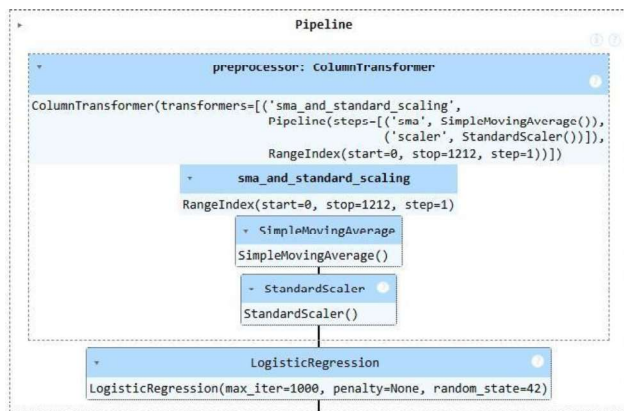 Pipeline
preprocessor: ColumnTransformer
ColumnTransformer(transformers=[('sma_and_standard_scaling',
Pipeline(steps=[('sma', SimpleMovingAverage()),
('scaler', StandardScaler())]),
RangeIndex(start=0, stop=1212, step=1))])
sma_and_standard_scaling
RangeIndex(start=0, stop=1212, step=1)
SimpleMovingAverage
SimpleMovingAverage()
StandardScaler ?
StandardScaler()
LogisticRegression ?
LogisticRegression(max_iter=1000, penalty=None, random_state=42)